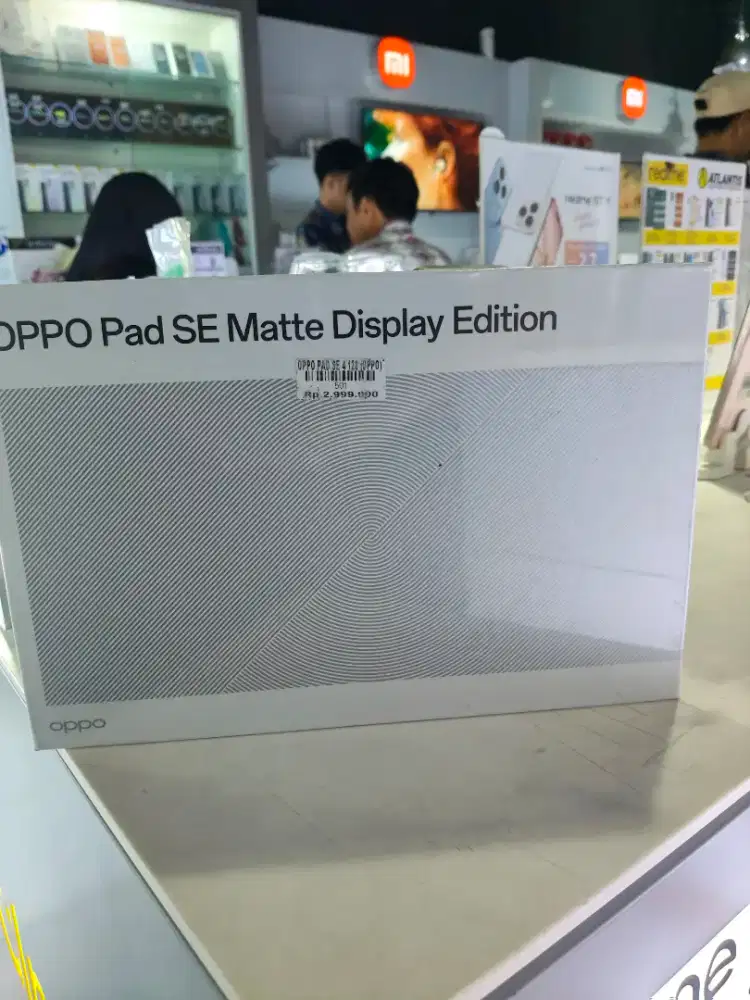 mi
mi
realme
ATLANTIS
OPPO Pad SE Matte Display Edition
OPPO PAD SE 4 128 (OPPO)
501
Rp 2.999.000
oppo